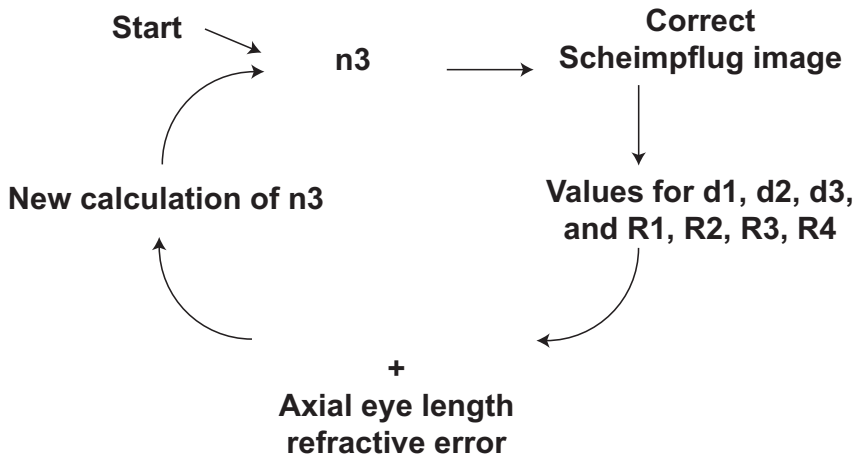 Start
n3
Correct
Scheimpflug image
Values for d1, d2, d3,
and R1, R2, R3, R4
+
Axial eye length
refractive error
New calculation of n3